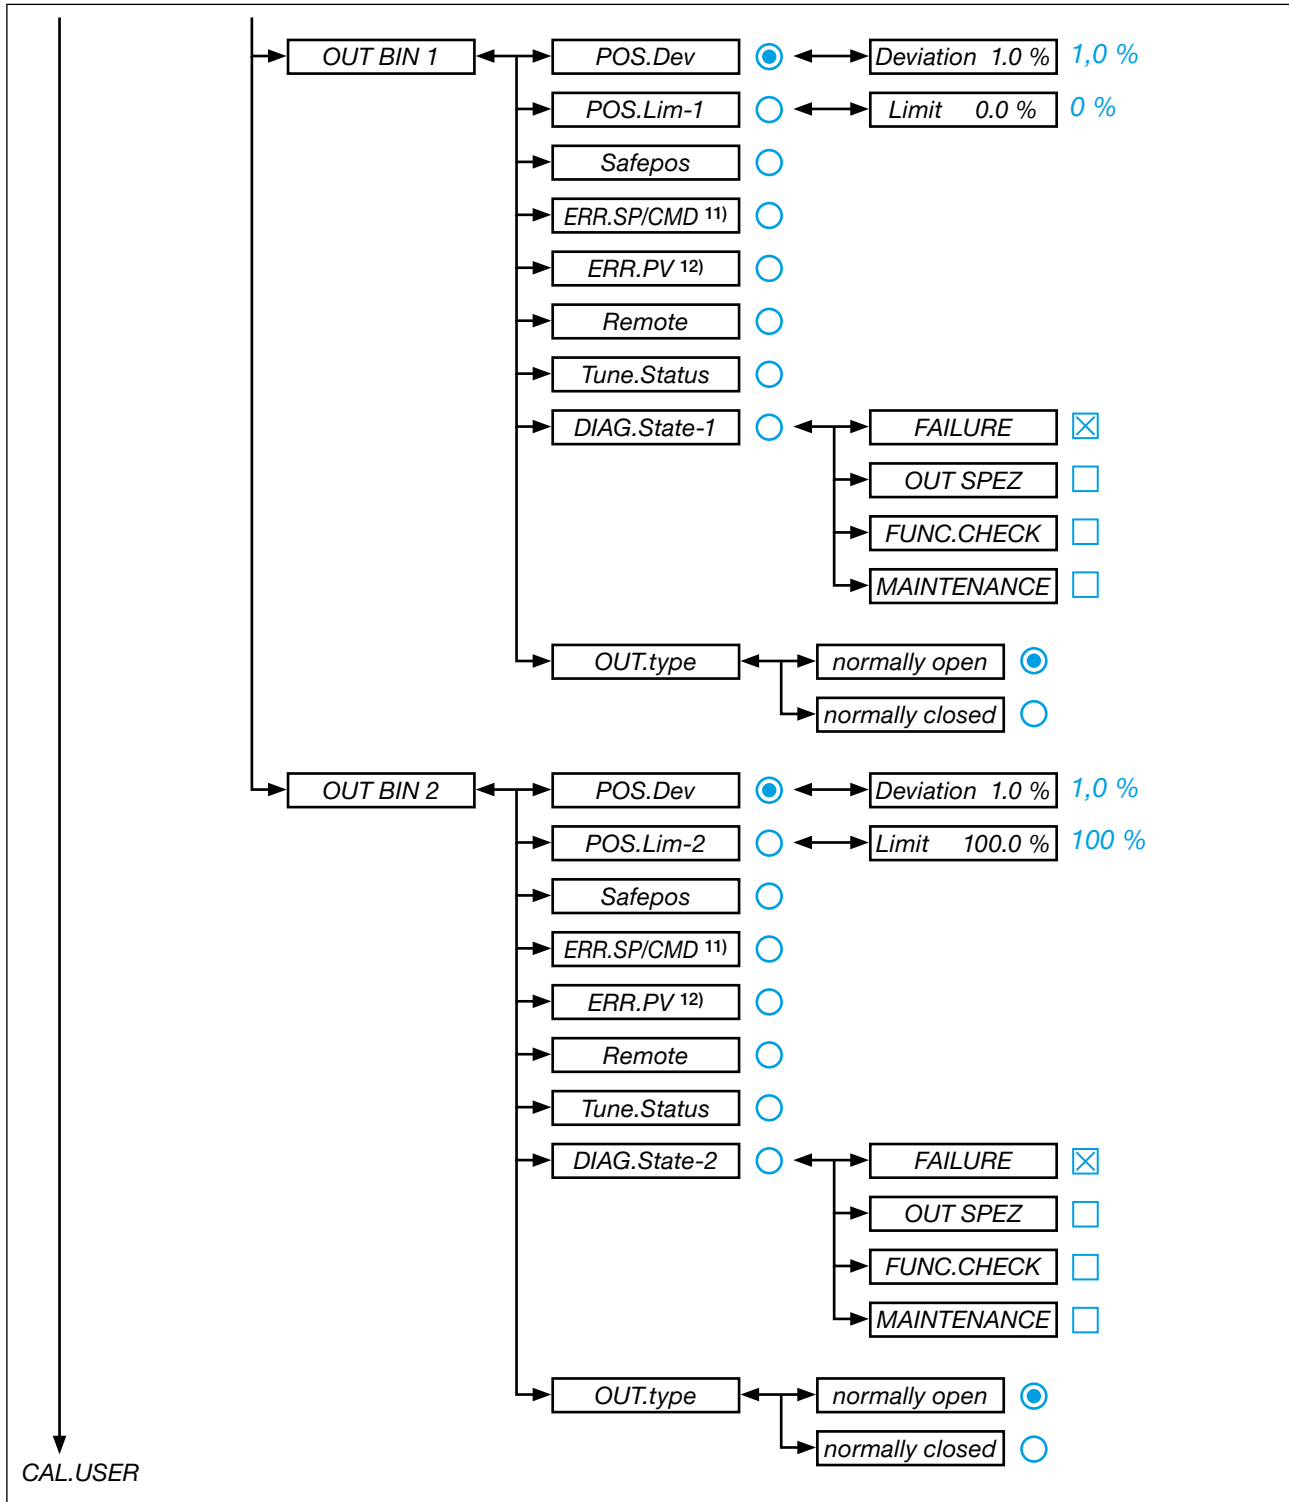 OUT BIN 1 POS.Dev Deviation 1.0 % 1,0 %
POS.Lim-1 Limit 0.0 % 0 %
Safepos
ERR.SP/CMD 11)
ERR.PV 12)
Remote
Tune.Status
DIAG.State-1 FAILURE
OUT SPEZ
FUNC.CHECK
MAINTENANCE
OUT.type normally open
normally closed
OUT BIN 2 POS.Dev Deviation 1.0 % 1,0 %
POS.Lim-2 Limit 100.0 % 100 %
Safepos
ERR.SP/CMD 11)
ERR.PV 12)
Remote
Tune.Status
DIAG.State-2 FAILURE
OUT SPEZ
FUNC.CHECK
MAINTENANCE
OUT.type normally open
normally closed
CAL.USER